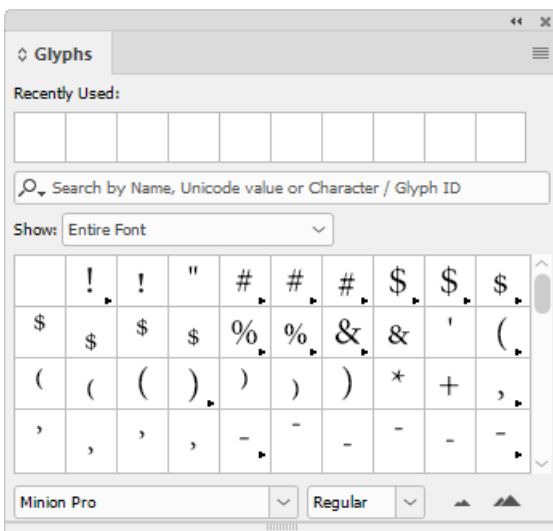 Glyphs
Recently Used:
Search by Name, Unicode value or Character / Glyph ID
Show: Entire Font
! ! " # # # $ $ $
$ $ $ $ % % & & ' (
( ( ( ) ) ) ) * + ,
, , , , - - - - - -
Minion Pro Regular